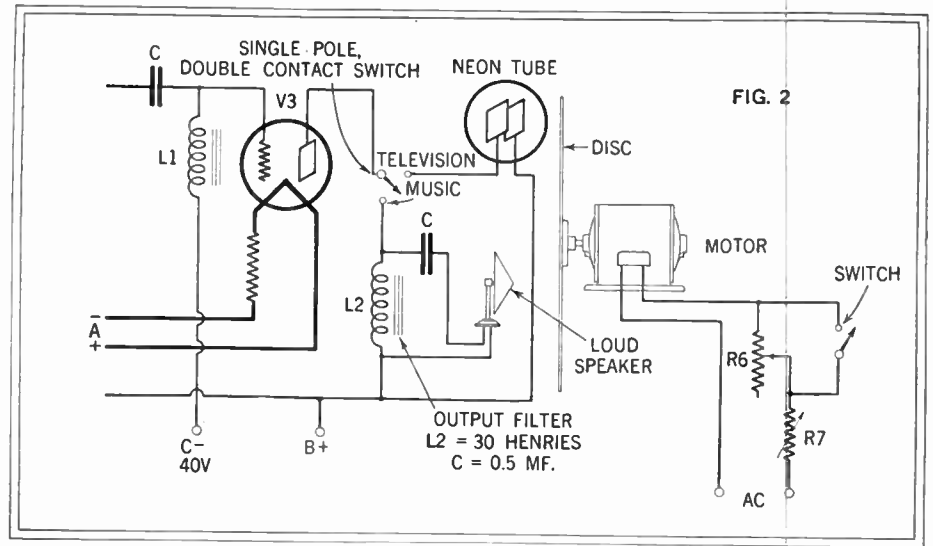 SINGLE POLE,
DOUBLE CONTACT SWITCH
C
V3
NEON TUBE
FIG. 2
L1
TELEVISION
MUSIC
DISC
C
MOTOR
SWITCH
L2
LOUD
SPEAKER
R6
–
A
+
OUTPUT FILTER
L2 = 30 HENRIES
C = 0.5 MF.
R7
C–
40V
B+
AC